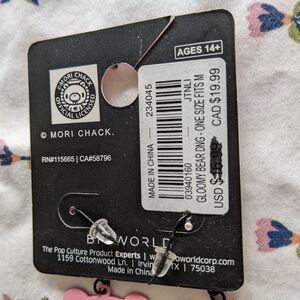 ©MORI CHACK
OFFICIAL LICENSED
AGES 14+
© MORI CHACK.
RN#115665 | CA#58796
MADE IN CHINA
234045
03940160
JTNLI
GLOOMY BEAR DNG - ONE SIZE FITS M
USD CAD $19.99
WORLD
The Pop Culture Product Experts |
1159 Cottonwood Ln. | TX | 75038
Made in China